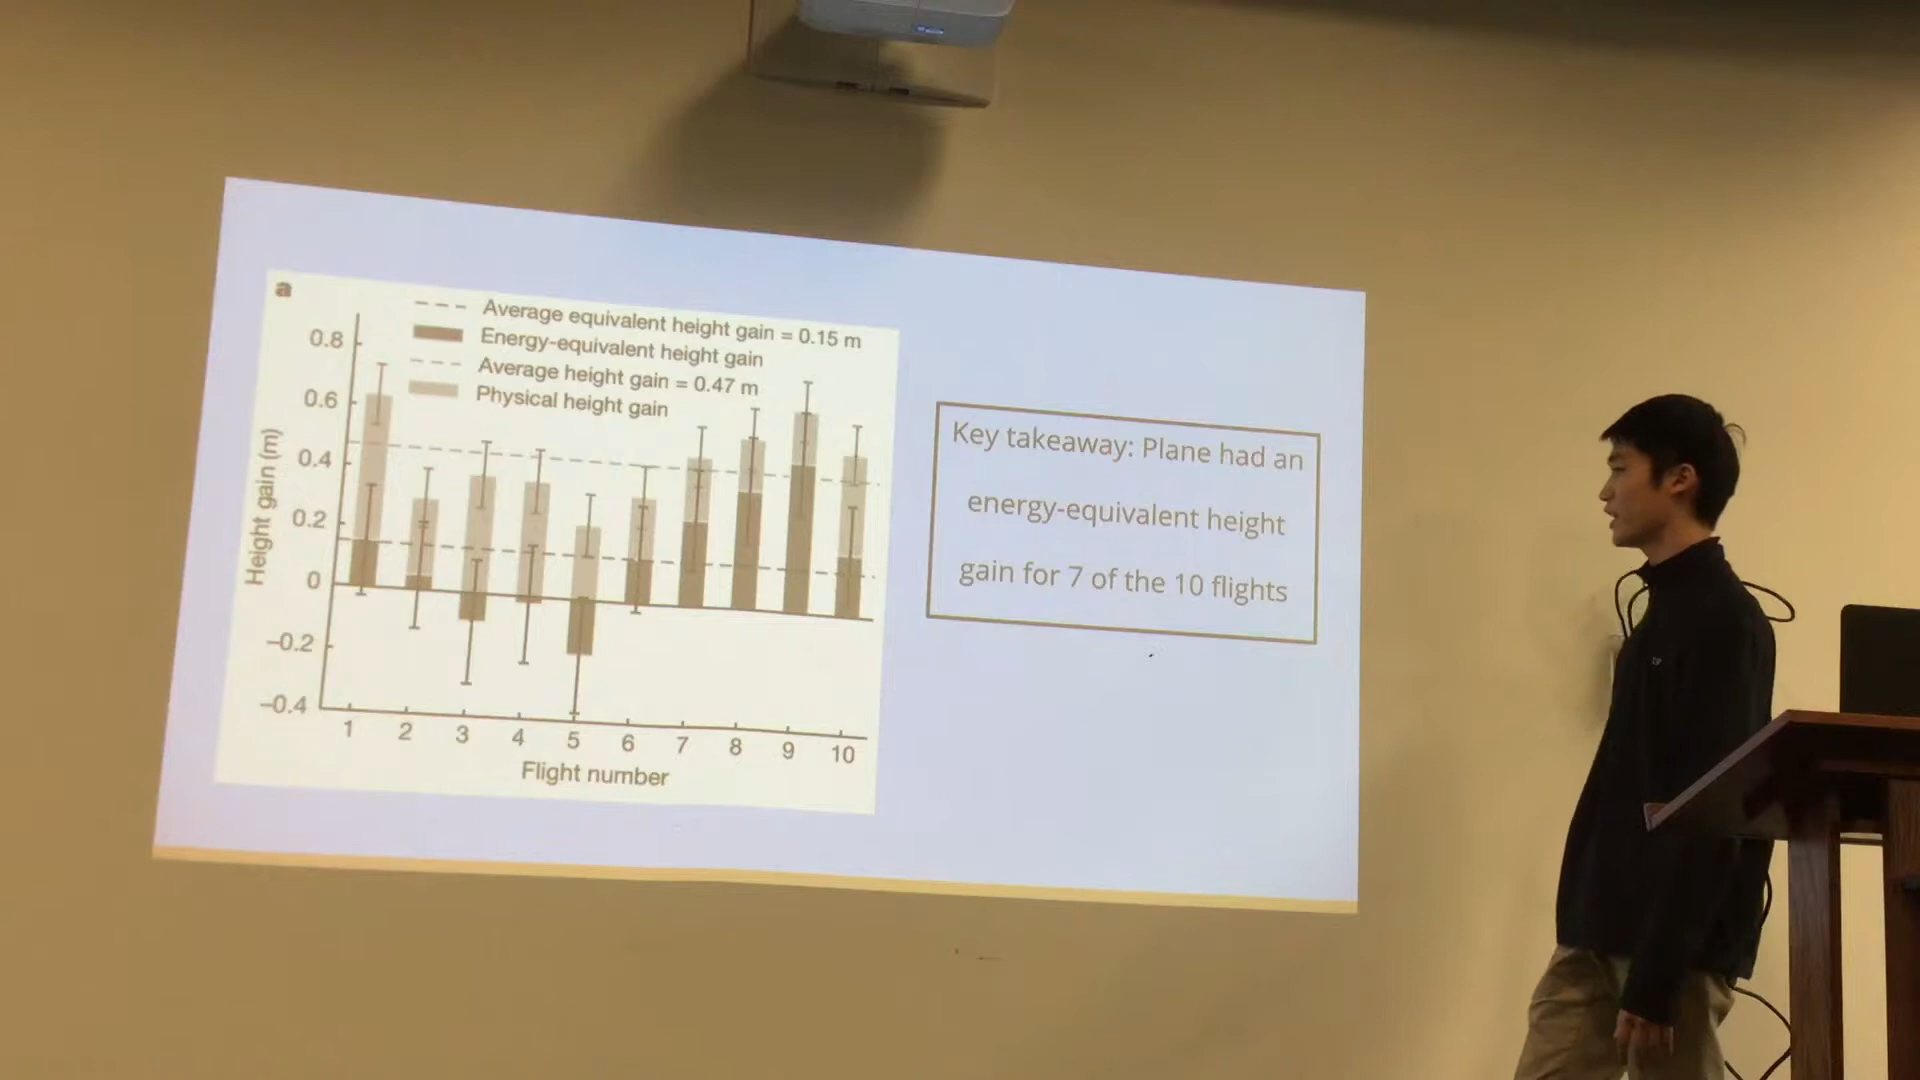 a
Average equivalent height gain = 0.15 m
Energy-equivalent height gain
Average height gain = 0.47 m
Physical height gain
Height gain (m)
0.8
0.6
0.4
0.2
0
–0.2
–0.4
1 2 3 4 5 6 7 8 9 10
Flight number
Key takeaway: Plane had an
energy-equivalent height
gain for 7 of the 10 flights